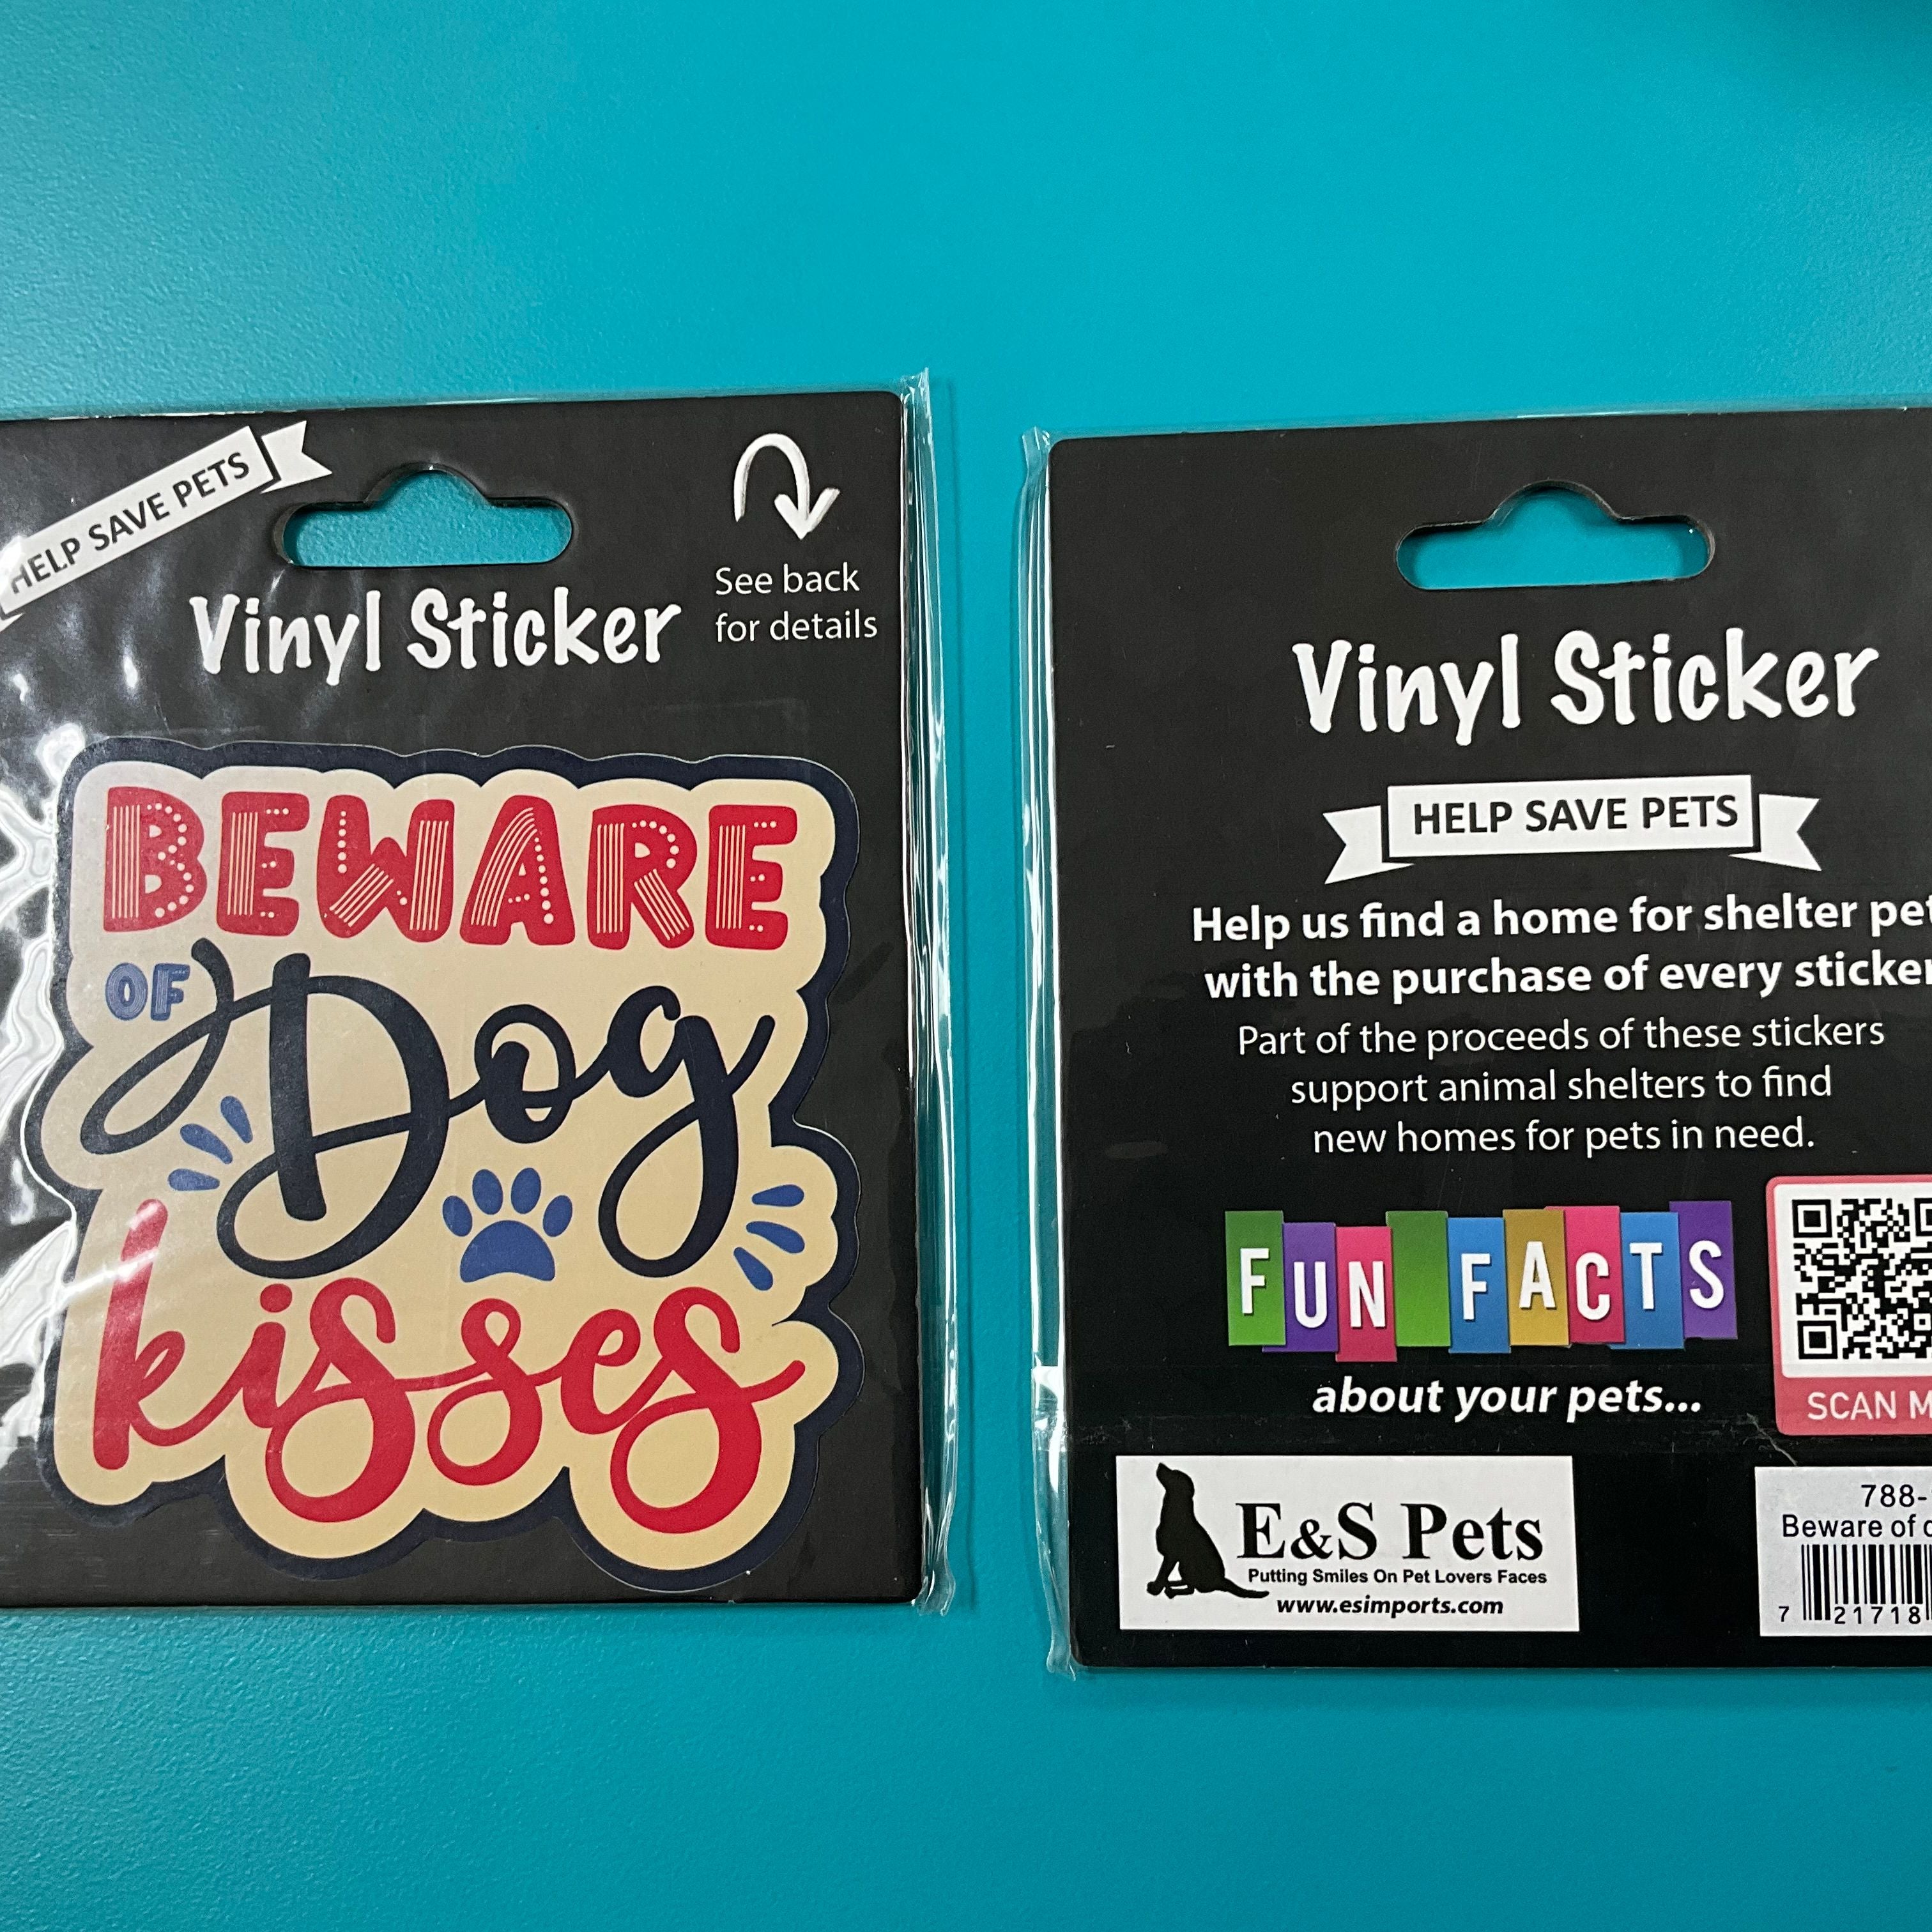 HELP SAVE PETS
See back
for details
Vinyl Sticker
BEWARE
OF Dog
kisses
Vinyl Sticker
HELP SAVE PETS
Help us find a home for shelter pet
with the purchase of every sticker
Part of the proceeds of these stickers
support animal shelters to find
new homes for pets in need.
FUN FACTS
about your pets...
SCAN M
E&S Pets
Putting Smiles On Pet Lovers Faces
www.esimports.com
788-
Beware of d
7 21718